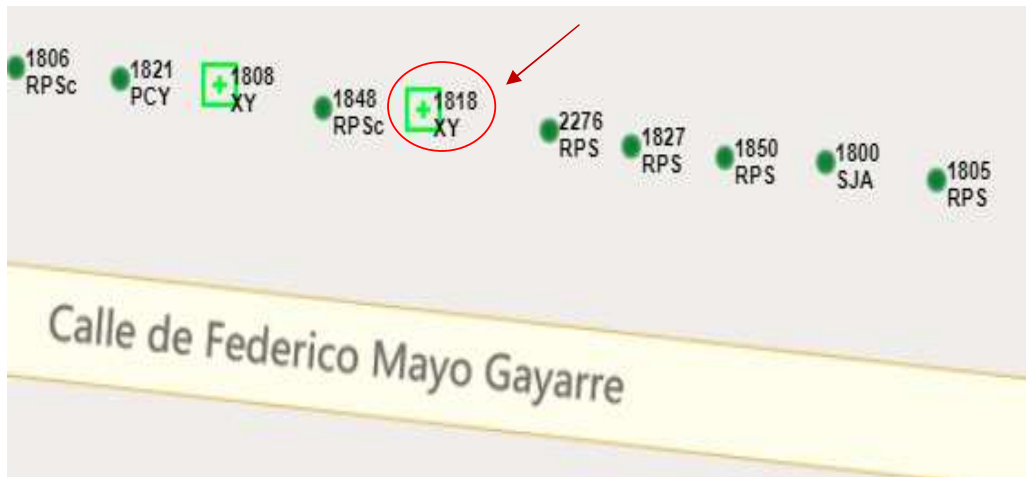 1806
RPSc
1821
PCY
1808
XY
1848
RPSc
1818
XY
2276
RPS
1827
RPS
1850
RPS
1800
SJA
1805
RPS
Calle de Federico Mayo Gayarre